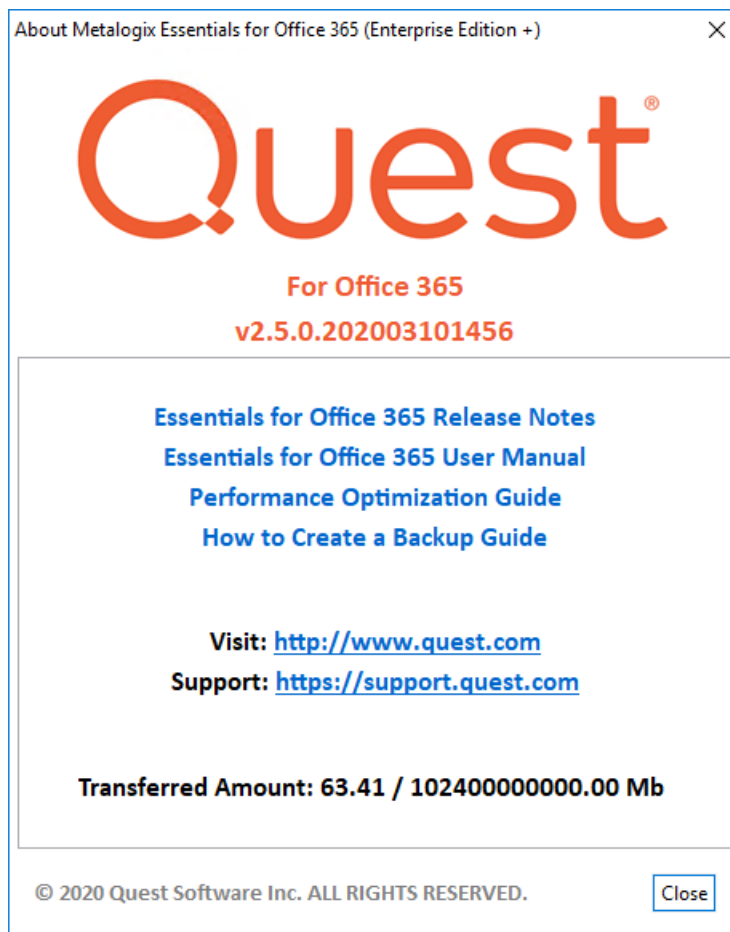 About Metalogix Essentials for Office 365 (Enterprise Edition +)
Quest®
For Office 365
v2.5.0.202003101456
Essentials for Office 365 Release Notes
Essentials for Office 365 User Manual
Performance Optimization Guide
How to Create a Backup Guide
Visit: http://www.quest.com
Support: https://support.quest.com
Transferred Amount: 63.41 / 102400000000.00 Mb
© 2020 Quest Software Inc. ALL RIGHTS RESERVED.
Close